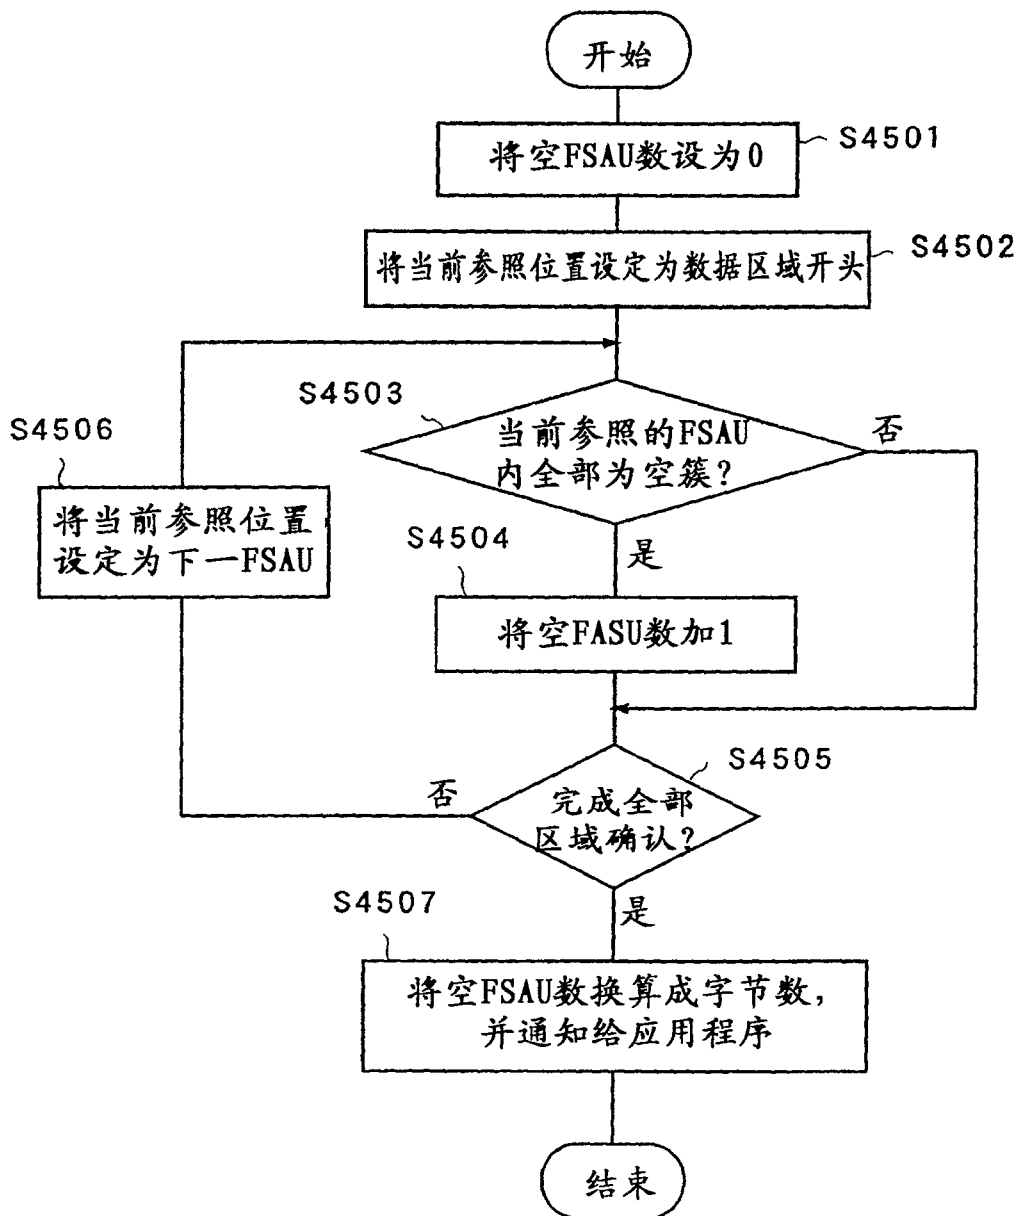 开始
S4501
将空FSAU数设为0
S4502
将当前参照位置设定为数据区域开头
S4503
当前参照的FSAU
内全部为空簇？
否
S4506
将当前参照位置
设定为下一FSAU
S4504
是
将空FASU数加1
S4505
否
完成全部
区域确认？
S4507
是
将空FSAU数换算成字节数，
并通知给应用程序
结束